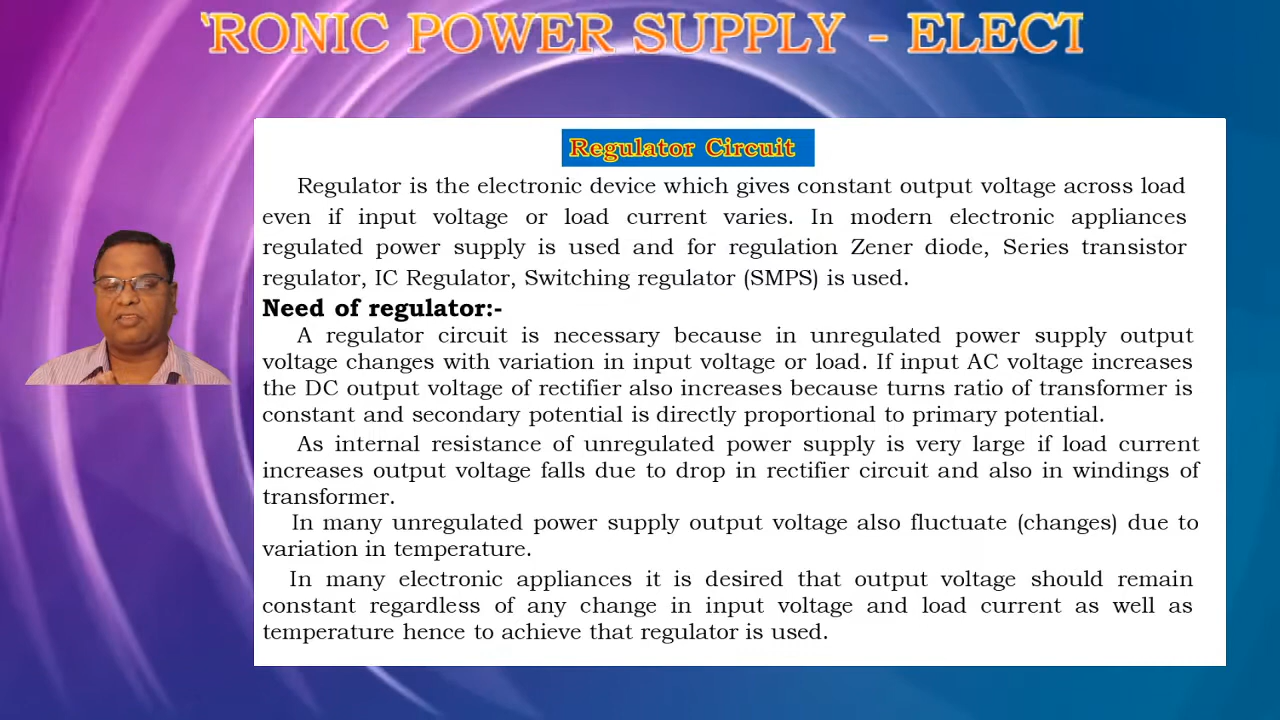 RONIC POWER SUPPLY - ELECT
Regulator Circuit
Regulator is the electronic device which gives constant output voltage across load
even if input voltage or load current varies. In modern electronic appliances
regulated power supply is used and for regulation Zener diode, Series transistor
regulator, IC Regulator, Switching regulator (SMPS) is used.
Need of regulator:-
A regulator circuit is necessary because in unregulated power supply output
voltage changes with variation in input voltage or load. If input AC voltage increases
the DC output voltage of rectifier also increases because turns ratio of transformer is
constant and secondary potential is directly proportional to primary potential.
As internal resistance of unregulated power supply is very large if load current
increases output voltage falls due to drop in rectifier circuit and also in windings of
transformer.
In many unregulated power supply output voltage also fluctuate (changes) due to
variation in temperature.
In many electronic appliances it is desired that output voltage should remain
constant regardless of any change in input voltage and load current as well as
temperature hence to achieve that regulator is used.